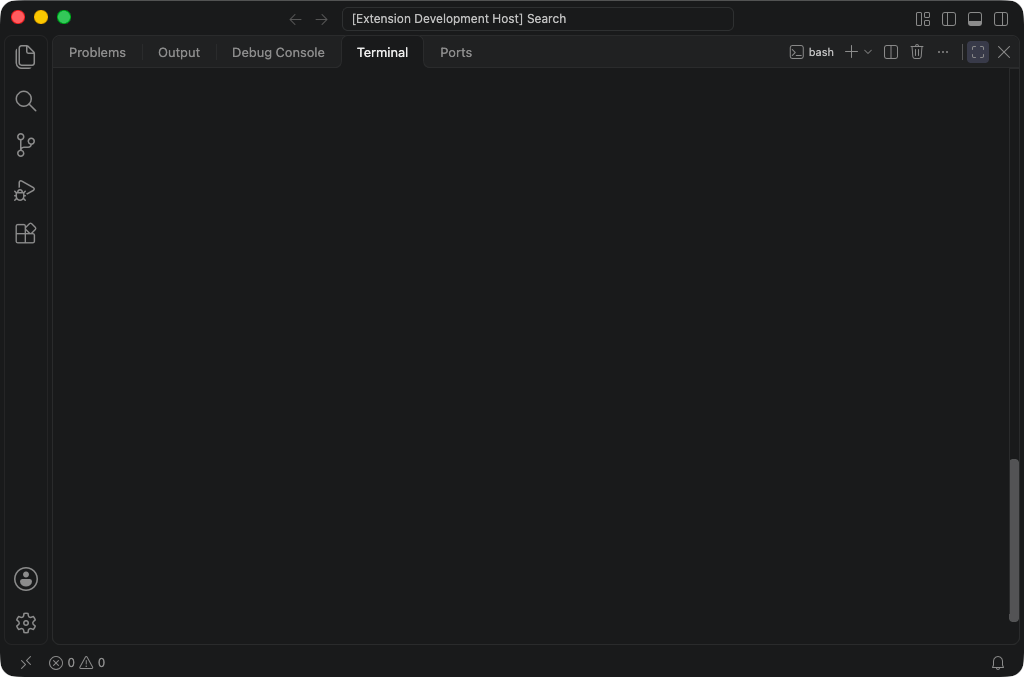 [Extension Development Host] Search
Problems Output Debug Console Terminal Ports bash
0 0